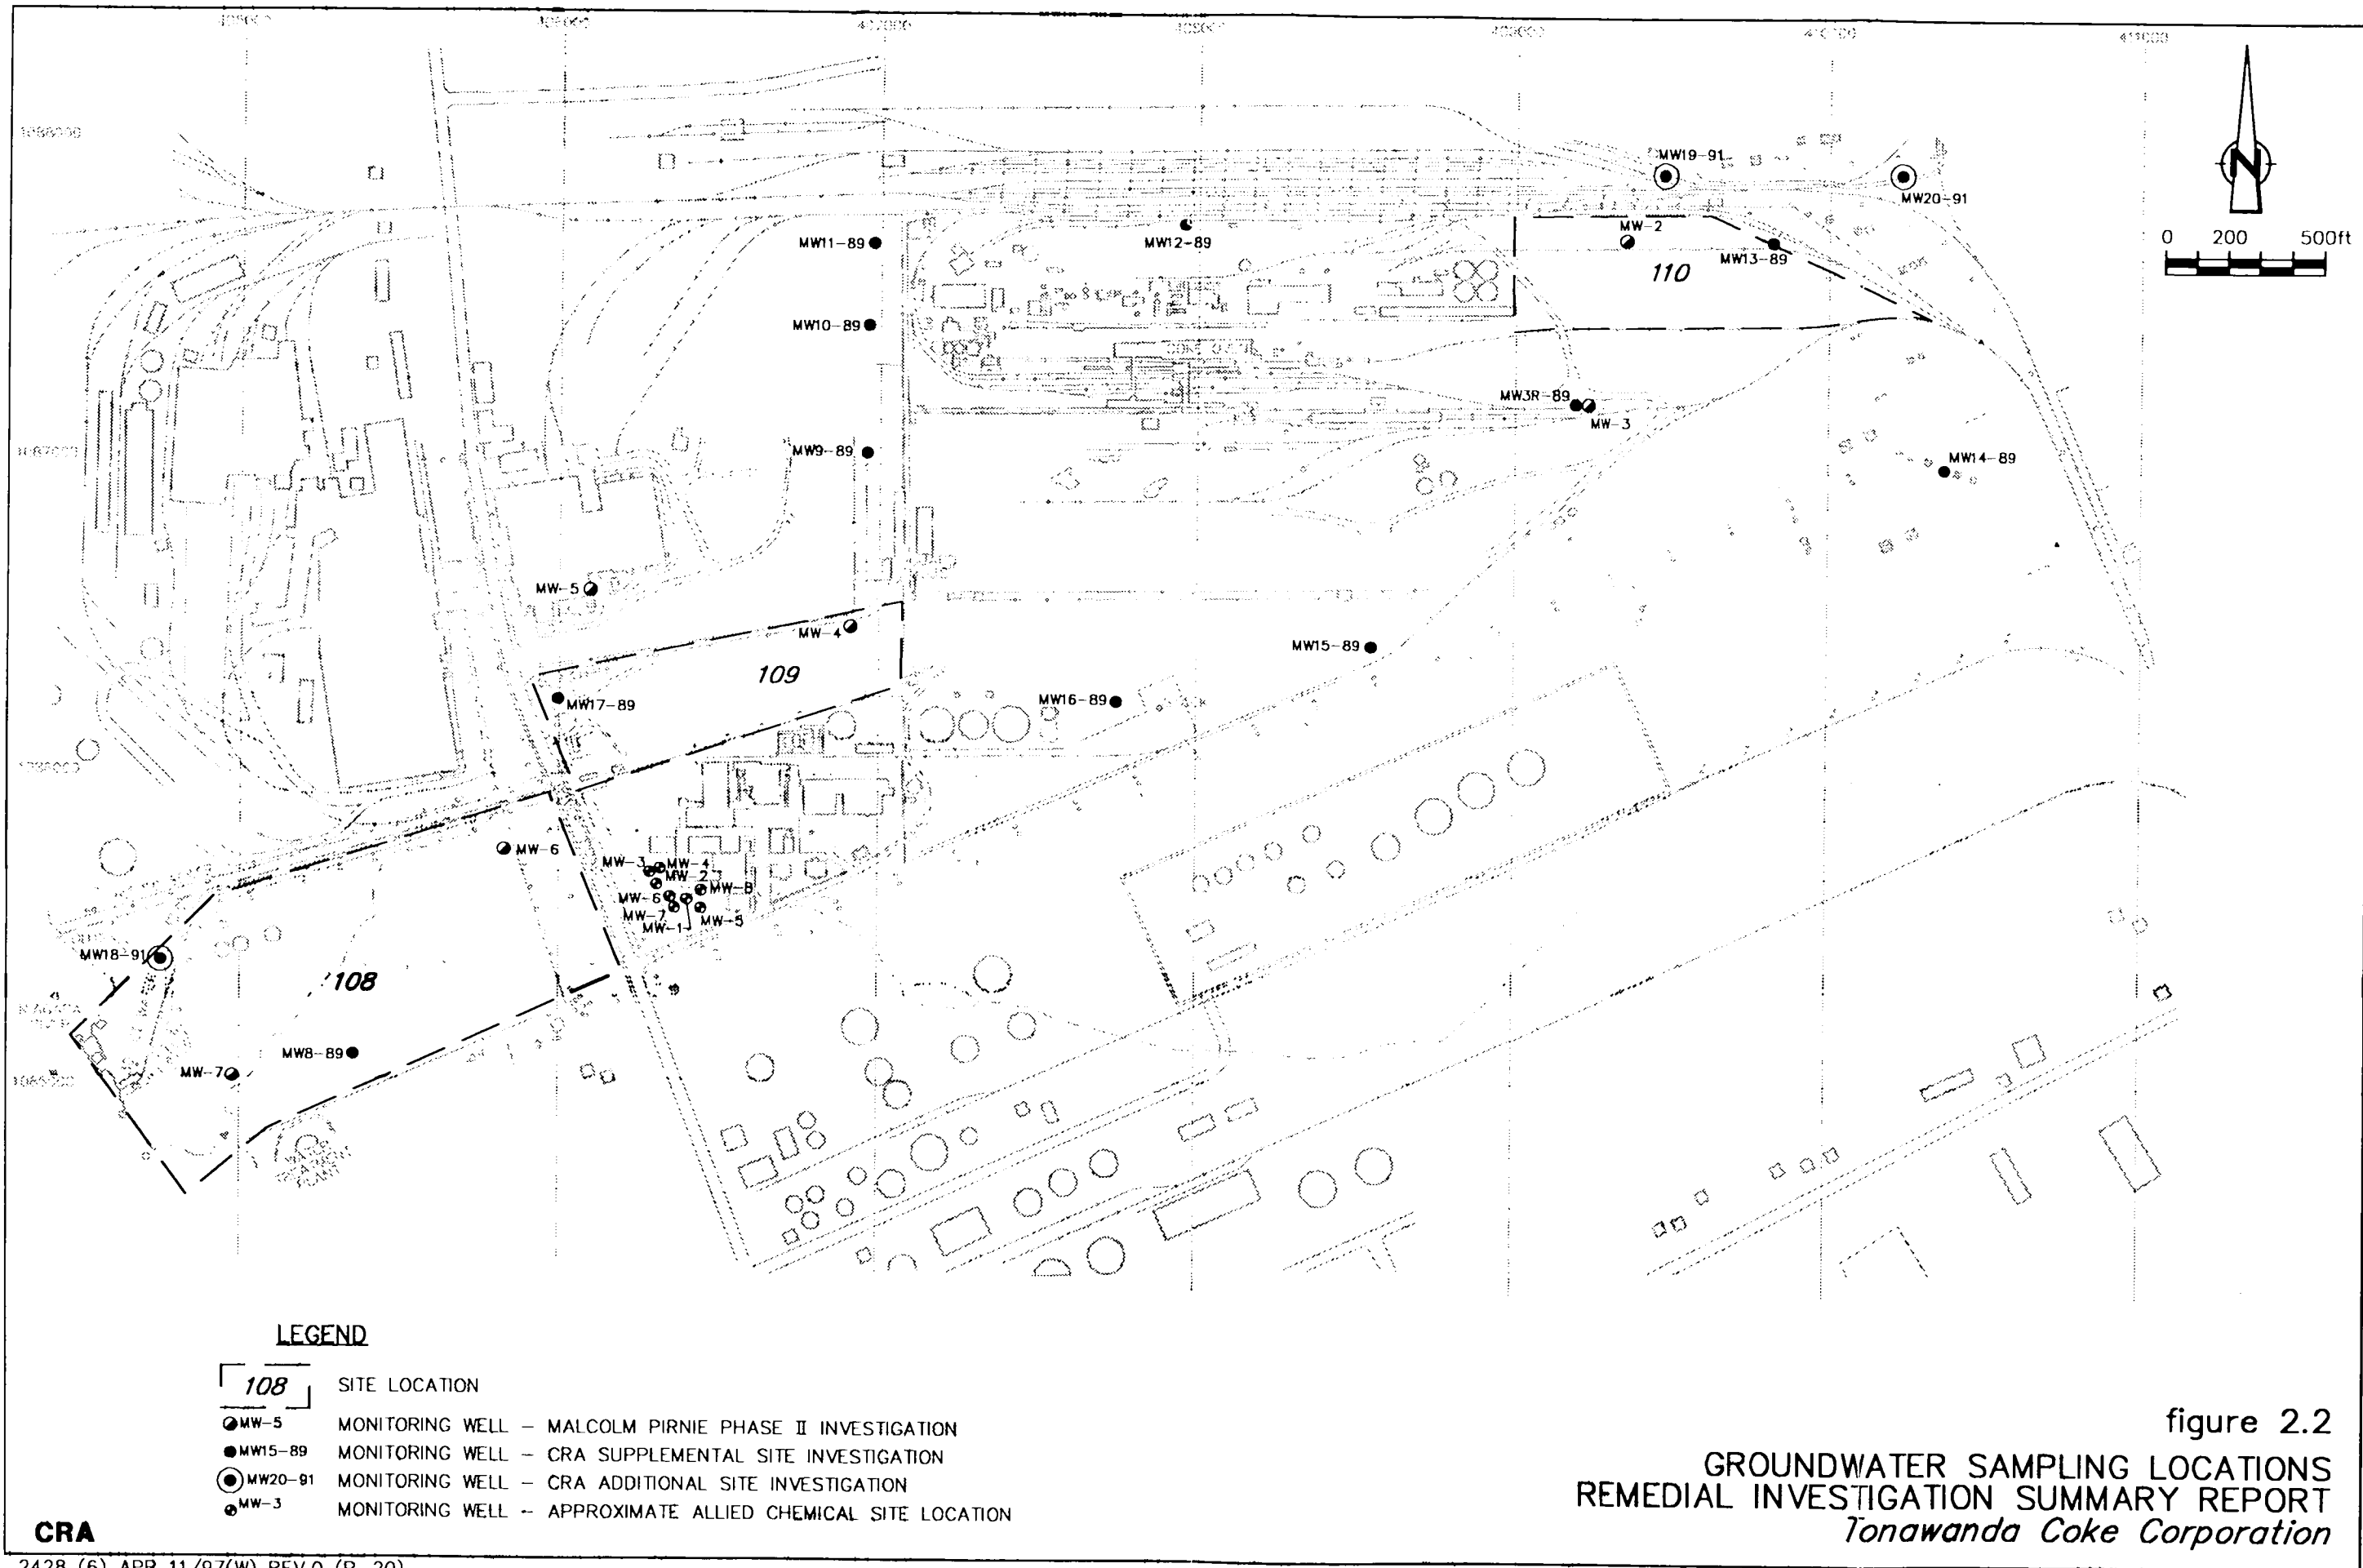 407000
409000
411000
N
0 200 500ft
MW19-91
MW20-91
MW-2
MW11-89
MW12-89
MW13-89
110
MW10-89
MW3R-89
MW-3
1087000
MW9-89
MW14-89
MW-5
MW-4
109
MW15-89
MW17-89
MW16-89
MW-6
MW-3
MW-4
MW-2
MW-8
MW-6
MW-7
MW-5
MW-1
MW18-91
108
MW8-89
MW-7
LEGEND
108 SITE LOCATION
MW-5 MONITORING WELL - MALCOLM PIRNIE PHASE II INVESTIGATION
MW15-89 MONITORING WELL - CRA SUPPLEMENTAL SITE INVESTIGATION
MW20-91 MONITORING WELL - CRA ADDITIONAL SITE INVESTIGATION
MW-3 MONITORING WELL - APPROXIMATE ALLIED CHEMICAL SITE LOCATION
figure 2.2
GROUNDWATER SAMPLING LOCATIONS
REMEDIAL INVESTIGATION SUMMARY REPORT
Tonawanda Coke Corporation
CRA